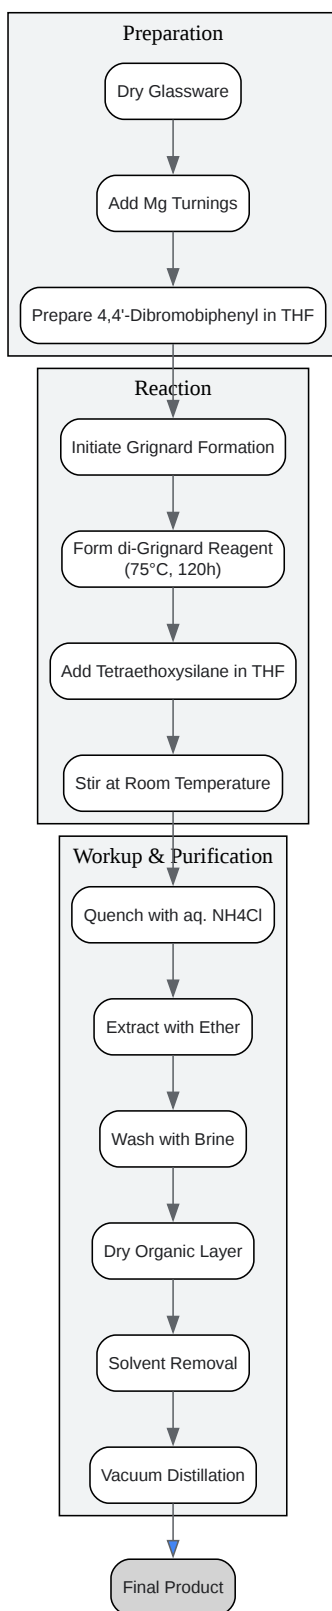 Preparation
Dry Glassware
Add Mg Turnings
Prepare 4,4'-Dibromobiphenyl in THF
Reaction
Initiate Grignard Formation
Form di-Grignard Reagent
(75°C, 120h)
Add Tetraethoxysilane in THF
Stir at Room Temperature
Workup & Purification
Quench with aq. NH4Cl
Extract with Ether
Wash with Brine
Dry Organic Layer
Solvent Removal
Vacuum Distillation
Final Product